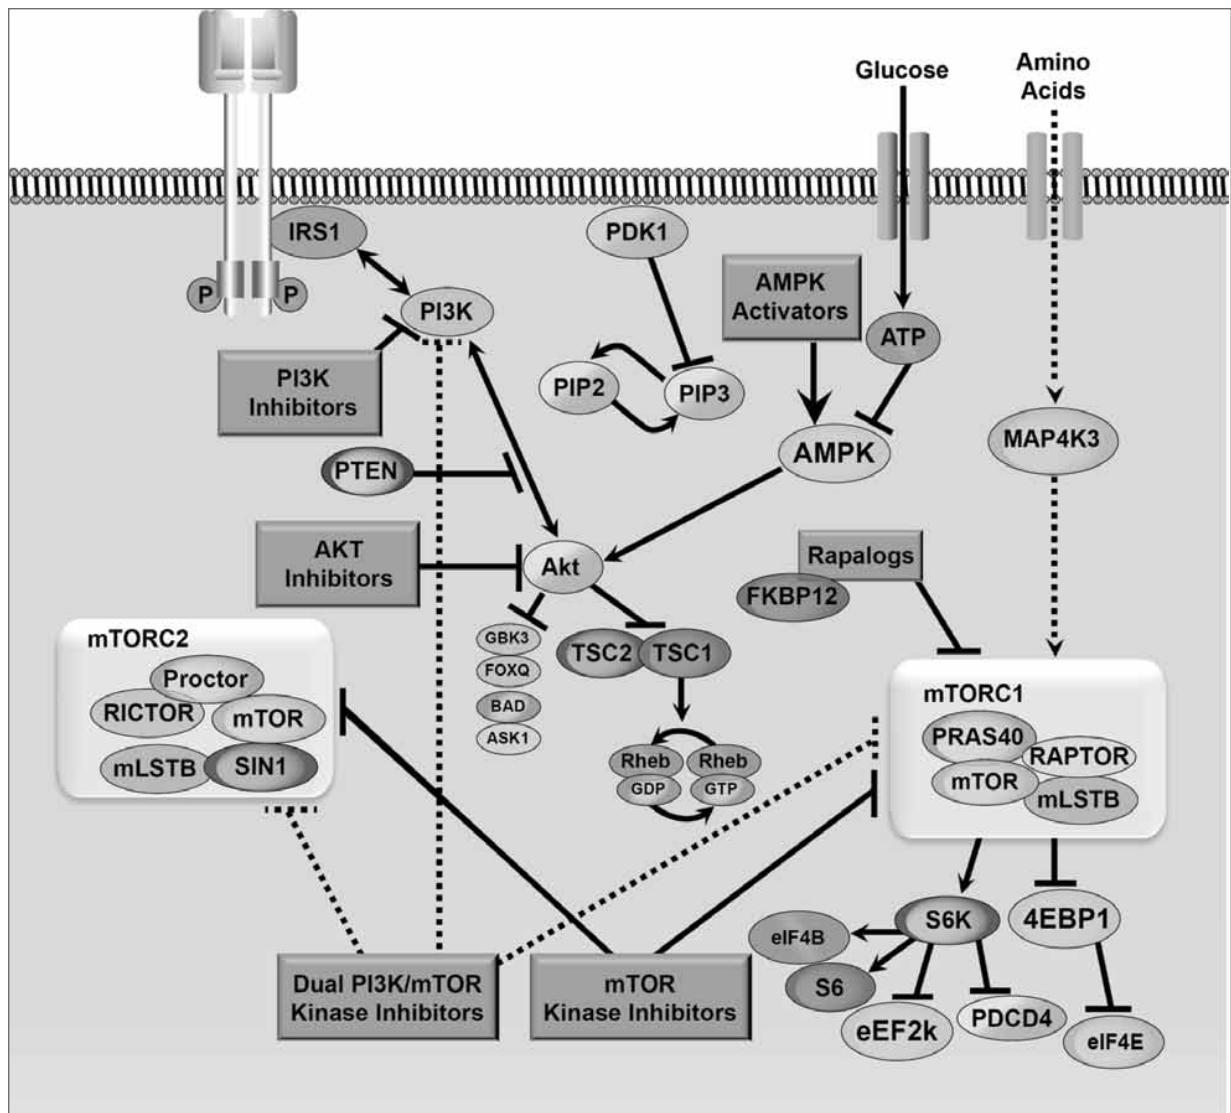 Glucose
Amino
Acids
IRS1
PDK1
P
P
PI3K
AMPK
Activators
ATP
PI3K
Inhibitors
PIP2
PIP3
MAP4K3
AMPK
PTEN
AKT
Inhibitors
Akt
Rapalogs
FKBP12
GBK3
FOXQ
BAD
ASK1
TSC2
TSC1
mTORC2
Proctor
RICTOR
mTOR
mLSTB
SIN1
mTORC1
PRAS40
RAPTOR
mTOR
mLSTB
Rheb
Rheb
GDP
GTP
S6K
4EBP1
eIF4B
S6
eEF2k
PDCD4
eIF4E
Dual PI3K/mTOR
Kinase Inhibitors
mTOR
Kinase Inhibitors